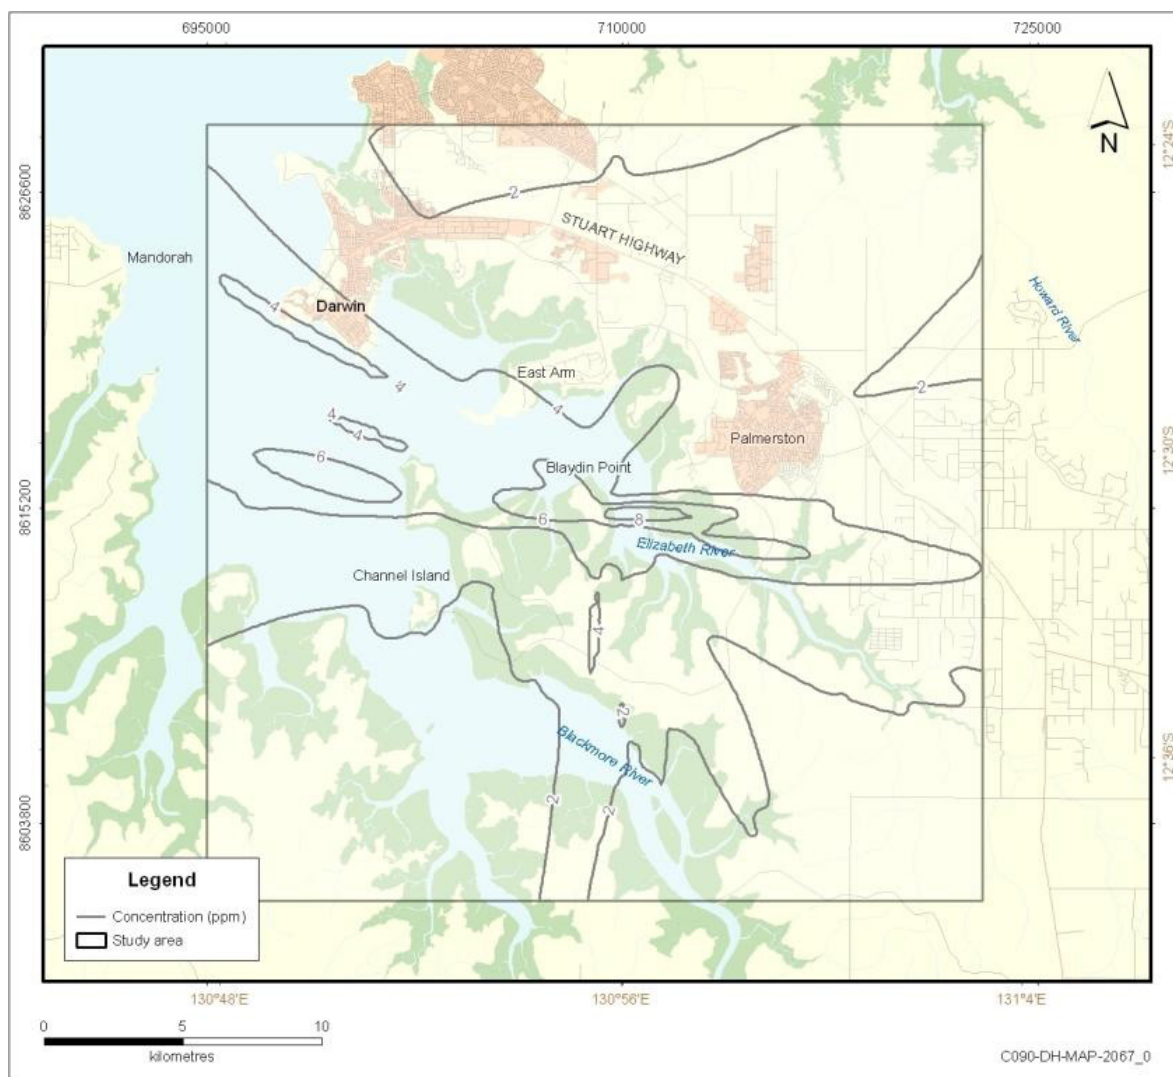 695000
710000
725000
12°24'S
N
8626600
2
STUART HIGHWAY
Mandorah
Howard River
4
Darwin
4
East Arm
2
4
4
4
Palmerston
12°30'S
6
Blaydin Point
8615200
6
8
Elizabeth River
Channel Island
4
2
Blackmore River
12°36'S
2
2
8603800
Legend
Concentration (ppm)
Study area
130°48'E
130°56'E
131°4'E
0
5
10
kilometres
C090-DH-MAP-2067_0